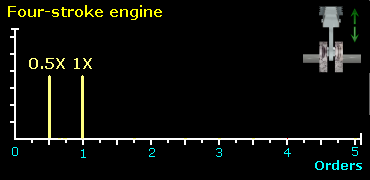 Four-stroke engine
0.5X 1X
0 1 2 3 4 5
Orders